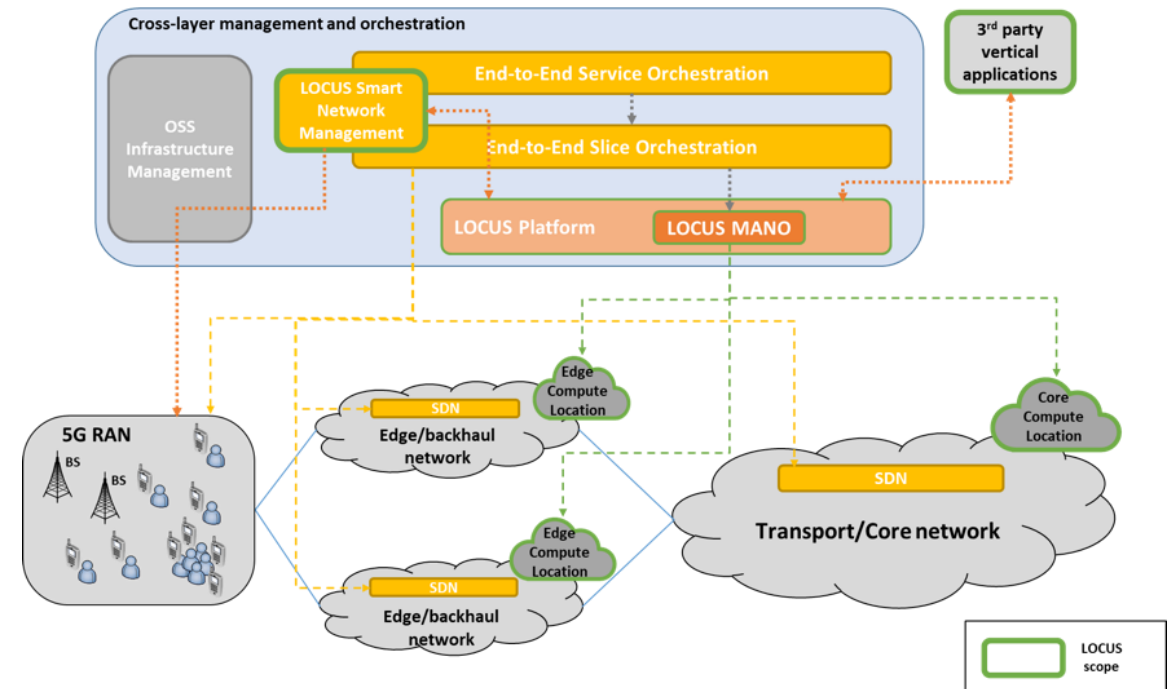 Cross-layer management and orchestration
3rd party
vertical
applications
End-to-End Service Orchestration
LOCUS Smart
Network
Management
OSS
Infrastructure
Management
End-to-End Slice Orchestration
LOCUS Platform
LOCUS MANO
Edge
Compute
Location
SDN
Edge/backhaul
network
Core
Compute
Location
5G RAN
BS
BS
SDN
Transport/Core network
Edge
Compute
Location
SDN
Edge/backhaul
network
LOCUS
scope